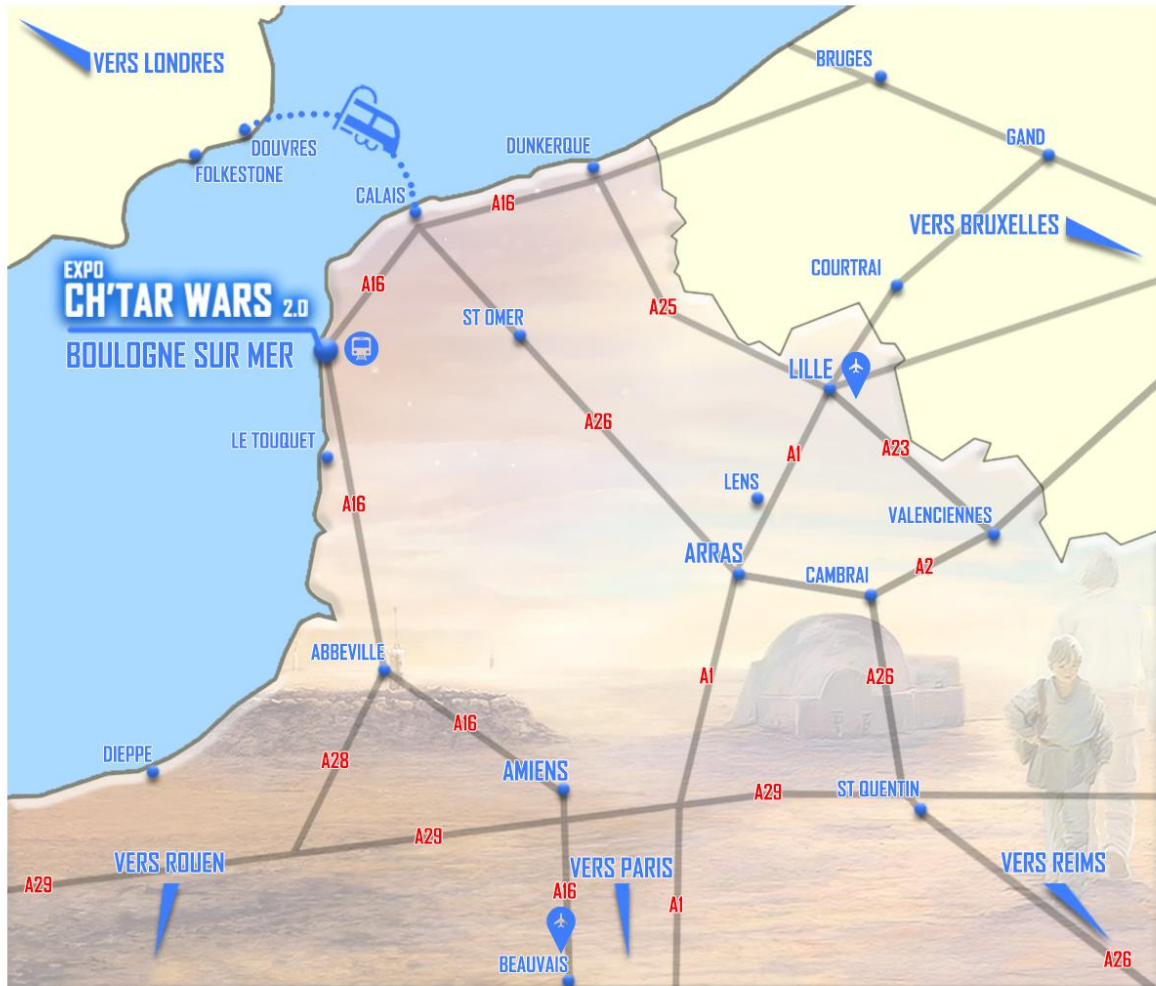 VERS LONDRES
BRUGES
DOUVRES
FOLKESTONE
DUNKERQUE
GAND
CALAIS
A16
VERS BRUXELLES
EXPO
CH'TAR WARS 2.0
BOULOGNE SUR MER
A16
ST OMER
A25
COURTRAI
LILLE
A26
LE TOUQUET
A16
A1
A23
LENS
VALENCIENNES
ARRAS
CAMBRAI
A2
ABBEVILLE
A1
A26
A16
DIEPPE
A28
AMIENS
A29
ST QUENTIN
A29
VERS ROUEN
VERS PARIS
VERS REIMS
A29
A16
A1
BEAUVAIS
A26